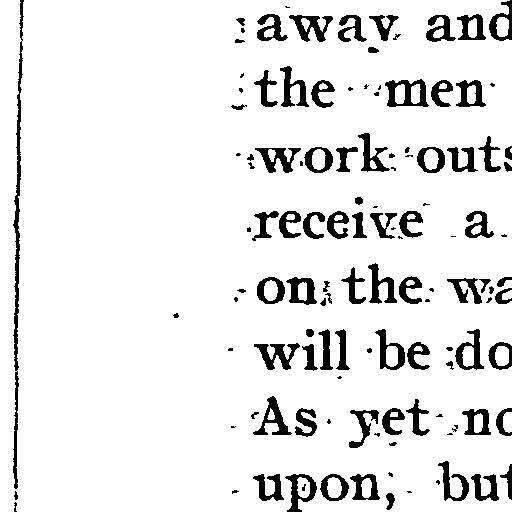 away and
the men
work outs
receive a
on the wa
will be do
As yet no
upon, but